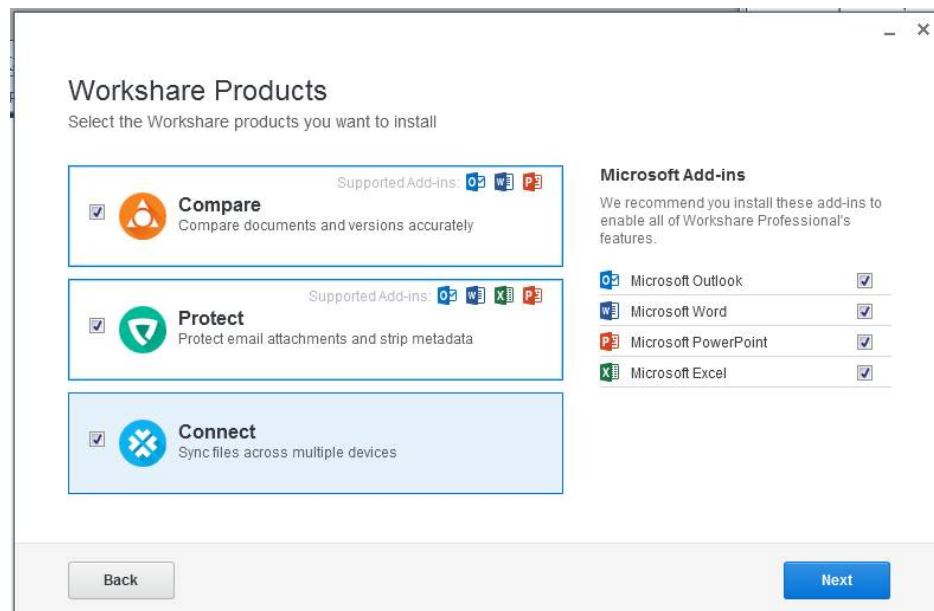 Workshare Products
Select the Workshare products you want to install
Supported Add-ins:
Compare
Compare documents and versions accurately
Supported Add-ins:
Protect
Protect email attachments and strip metadata
Connect
Sync files across multiple devices
Microsoft Add-ins
We recommend you install these add-ins to
enable all of Workshare Professional's
features.
Microsoft Outlook
Microsoft Word
Microsoft PowerPoint
Microsoft Excel
Back
Next